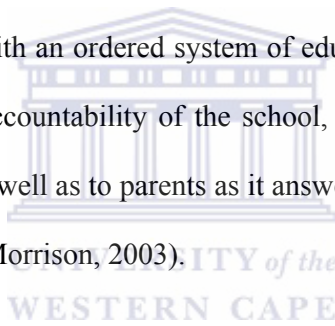 ith an ordered system of edu
ccountability of the school,
well as to parents as it answe
Morrison, 2003).
UNIVERSITY of the
WESTERN CAPE